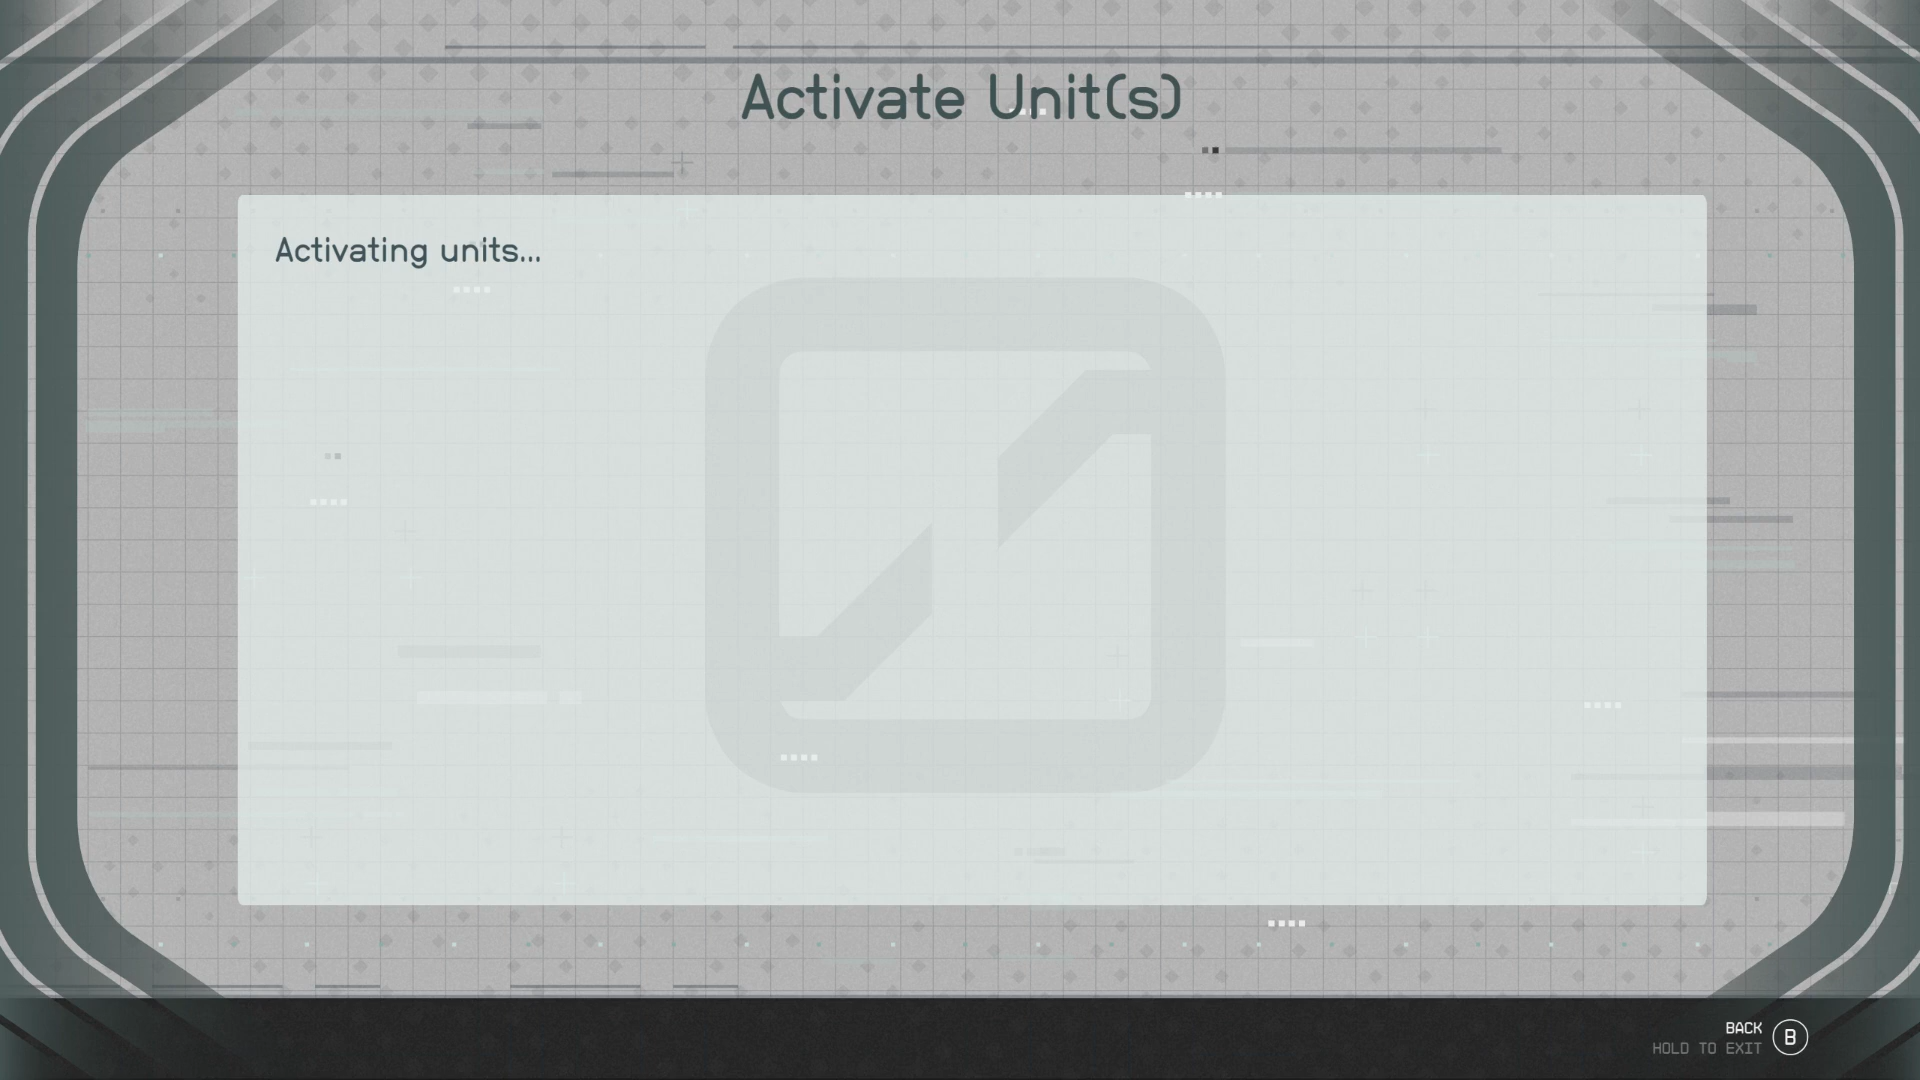 Activate Unit(s)
Activating units...
BACK
HOLD TO EXIT
B